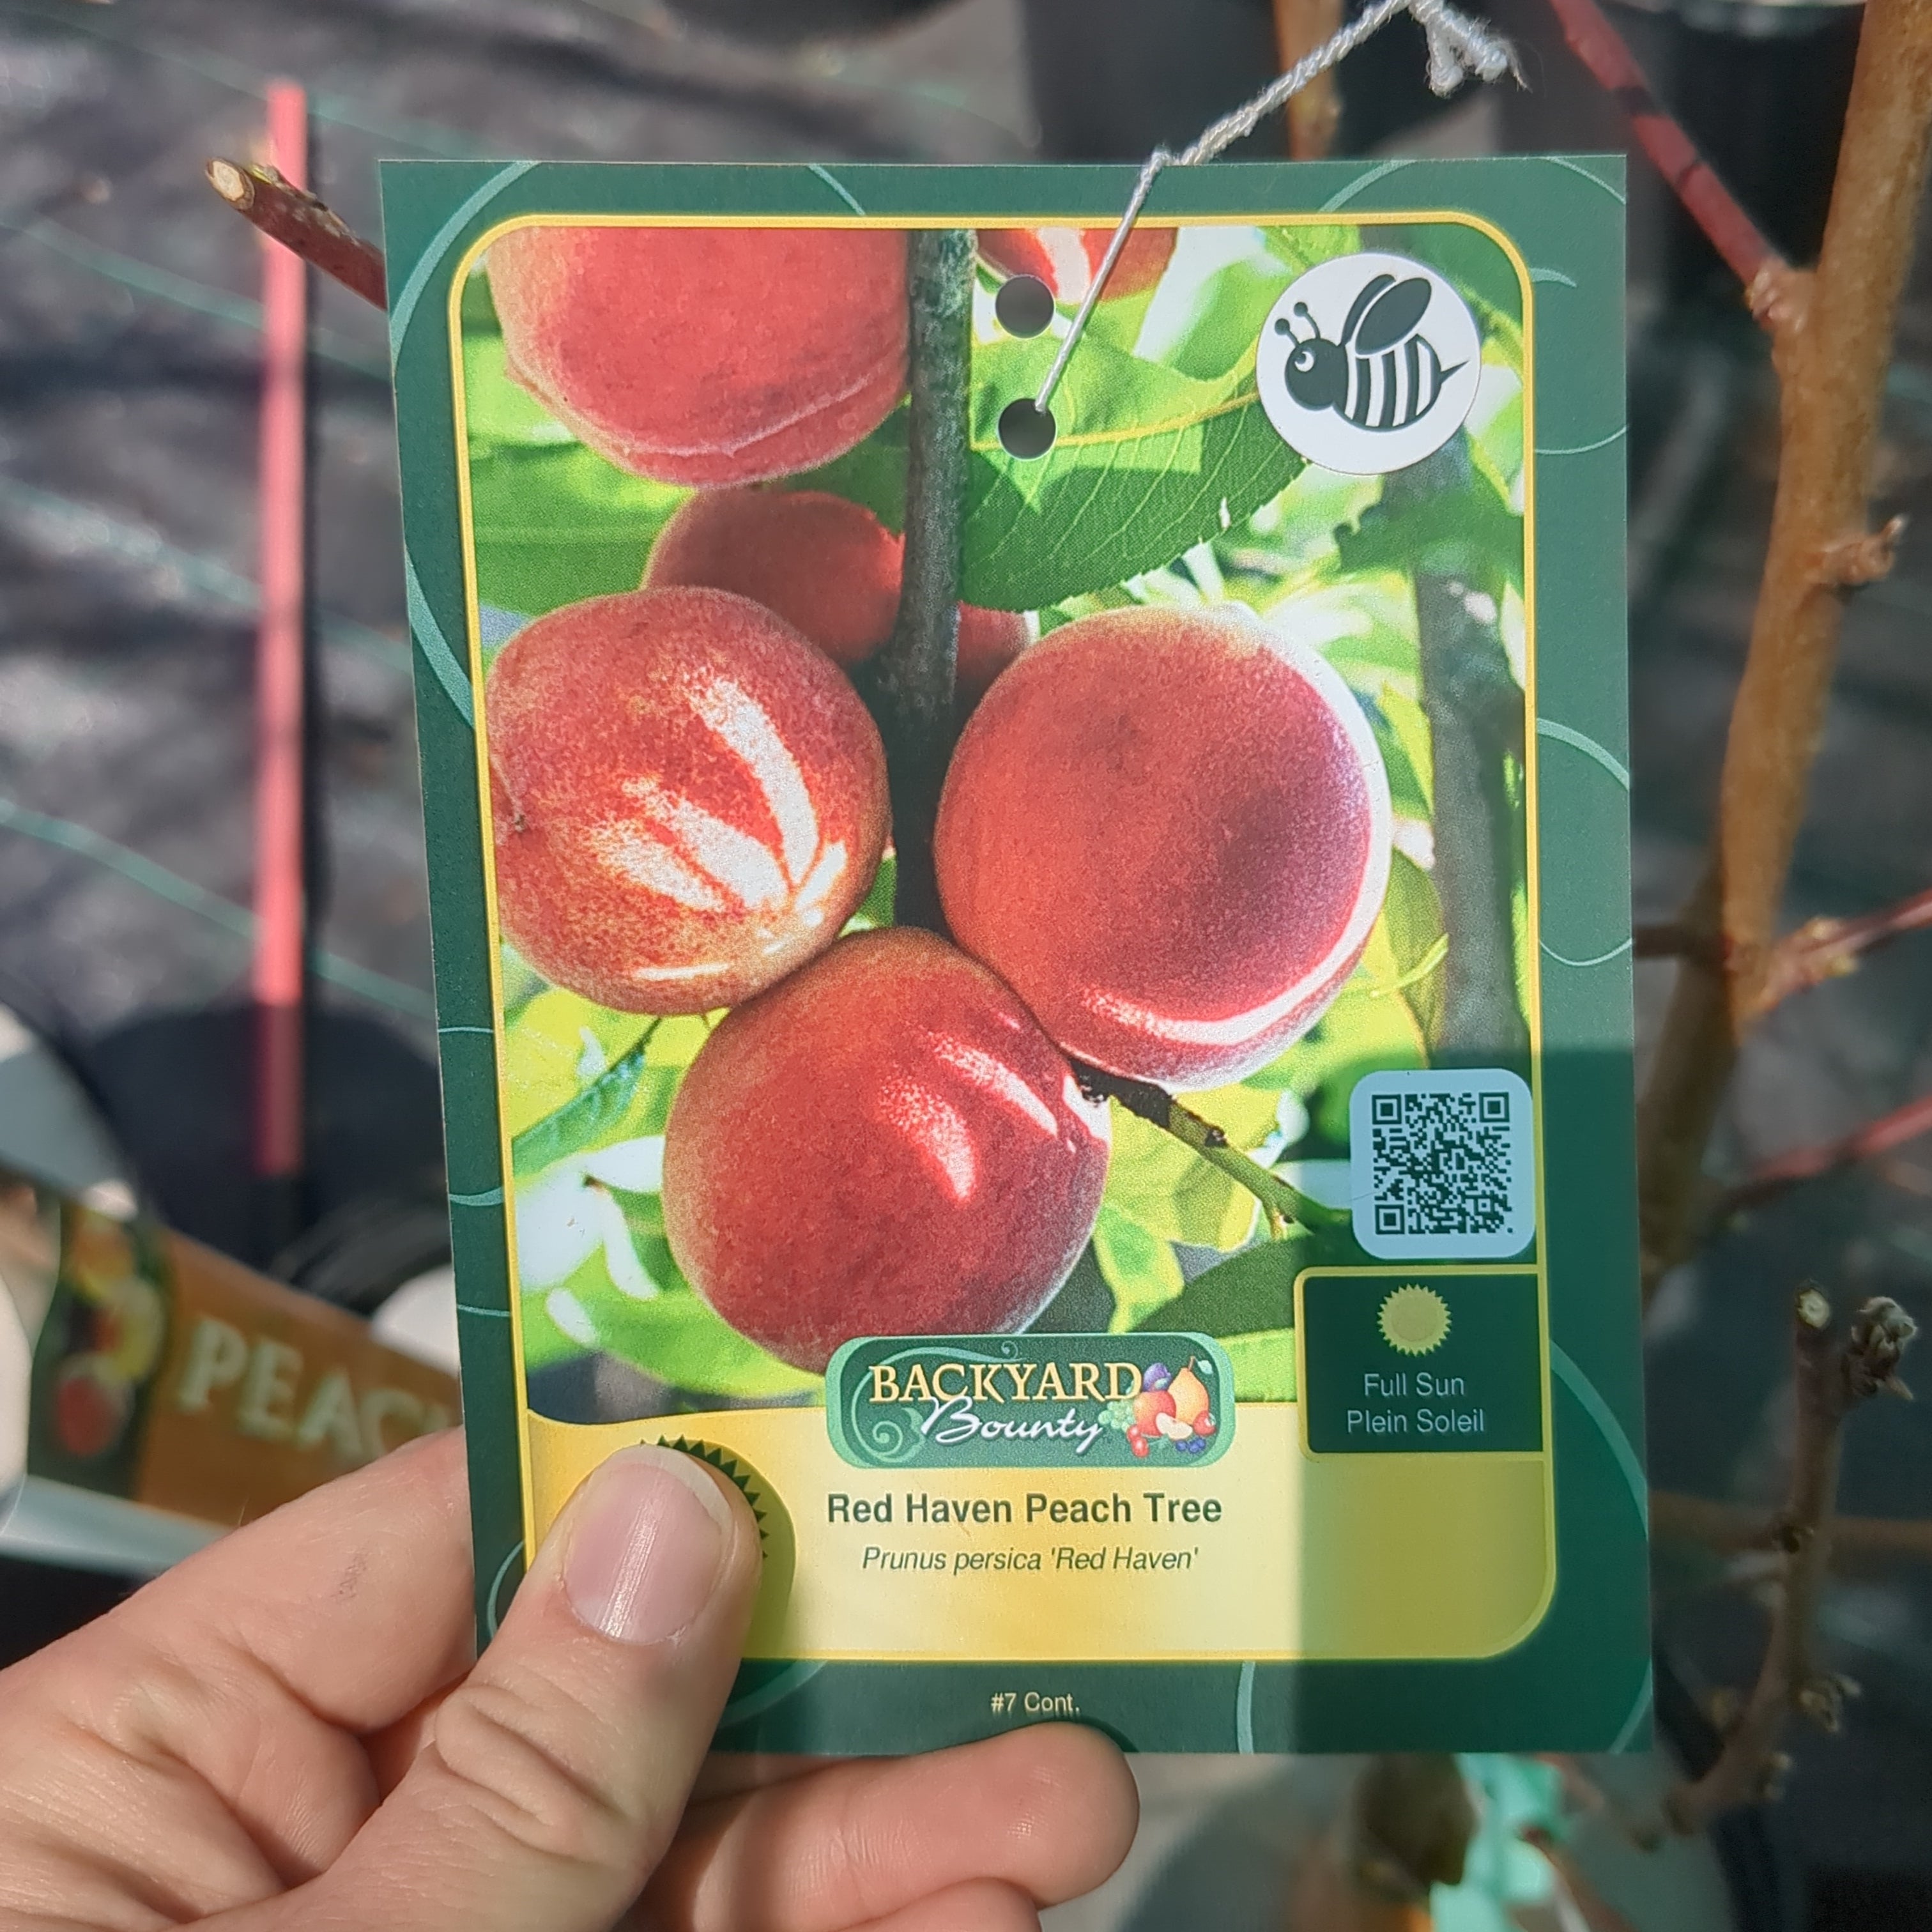 BACKYARD
Bounty
Full Sun
Plein Soleil
Red Haven Peach Tree
Prunus persica 'Red Haven'
#7 Cont.
PEAC